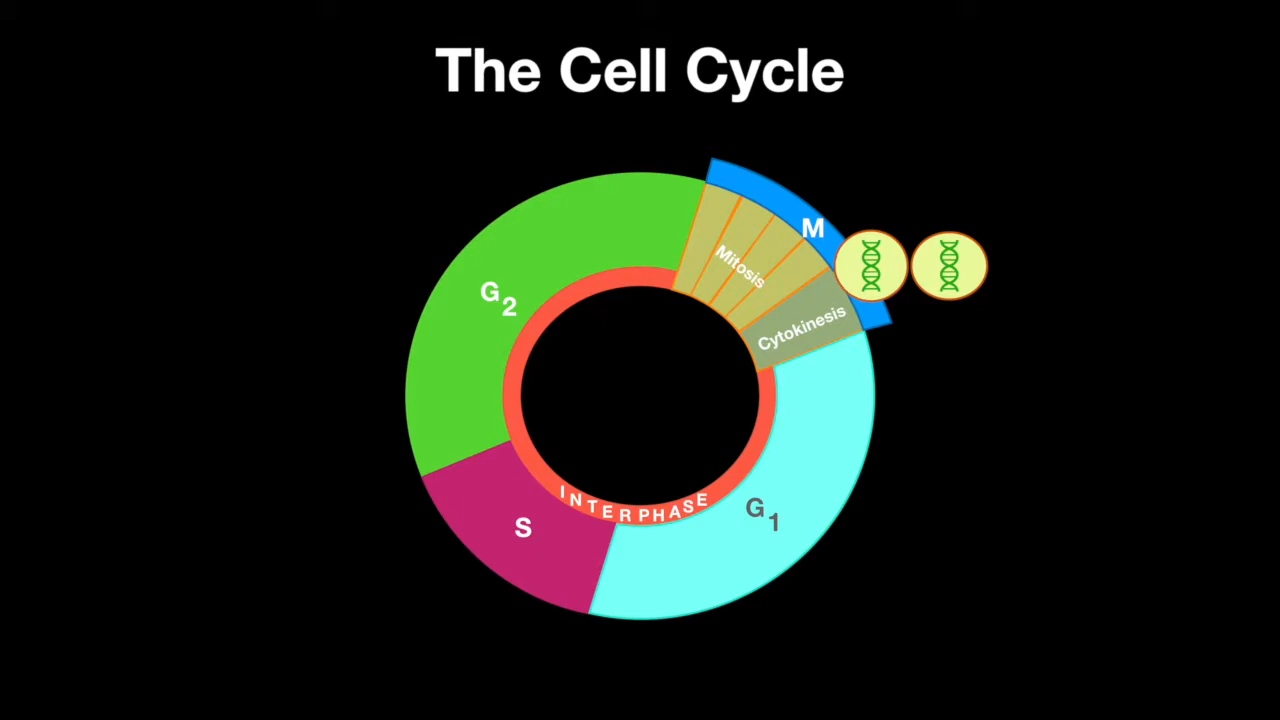 The Cell Cycle
M
Mitosis
Cytokinesis
G2
INTERPHASE
G1
S